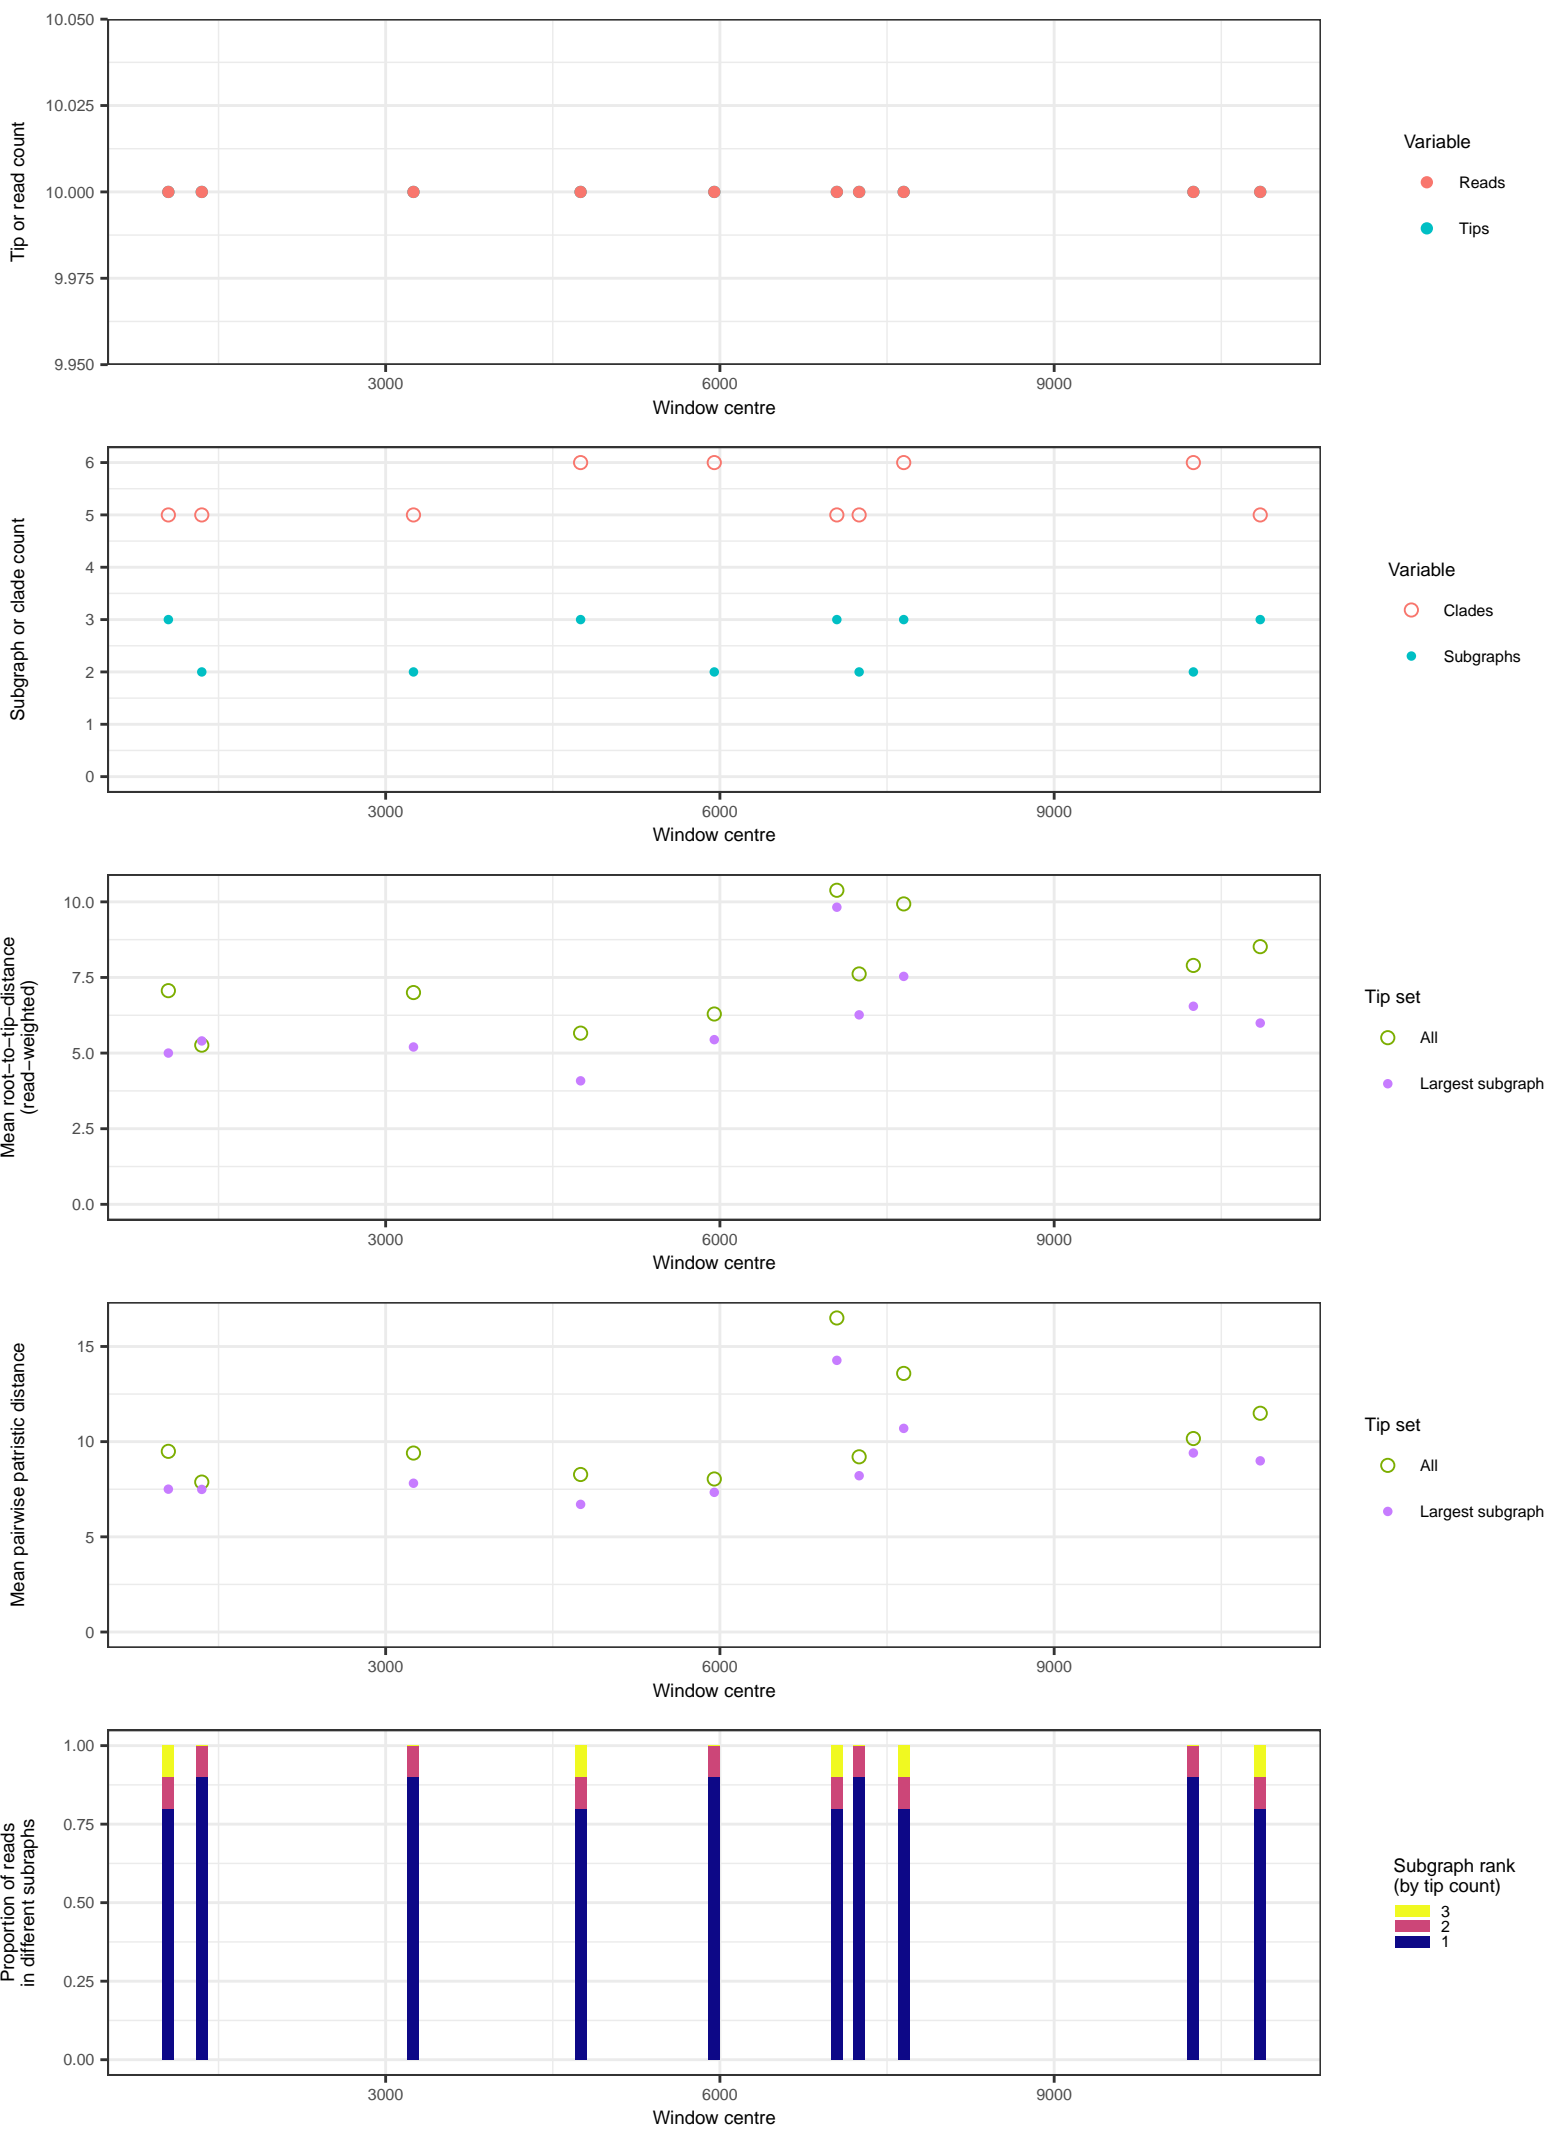 10.050
10.025
10.000
9.975
9.950
Tip or read count
3000 6000 9000
Window centre
Variable
Reads
Tips
6
5
4
3
2
1
0
Subgraph or clade count
3000 6000 9000
Window centre
Variable
Clades
Subgraphs
10.0
7.5
5.0
2.5
0.0
Mean root−to−tip−distance
(read−weighted)
3000 6000 9000
Window centre
Tip set
All
Largest subgraph
15
10
5
0
Mean pairwise patristic distance
3000 6000 9000
Window centre
Tip set
All
Largest subgraph
1.00
0.75
0.50
0.25
0.00
Proportion of reads
in different subraphs
3000 6000 9000
Window centre
Subgraph rank
(by tip count)
3
2
1